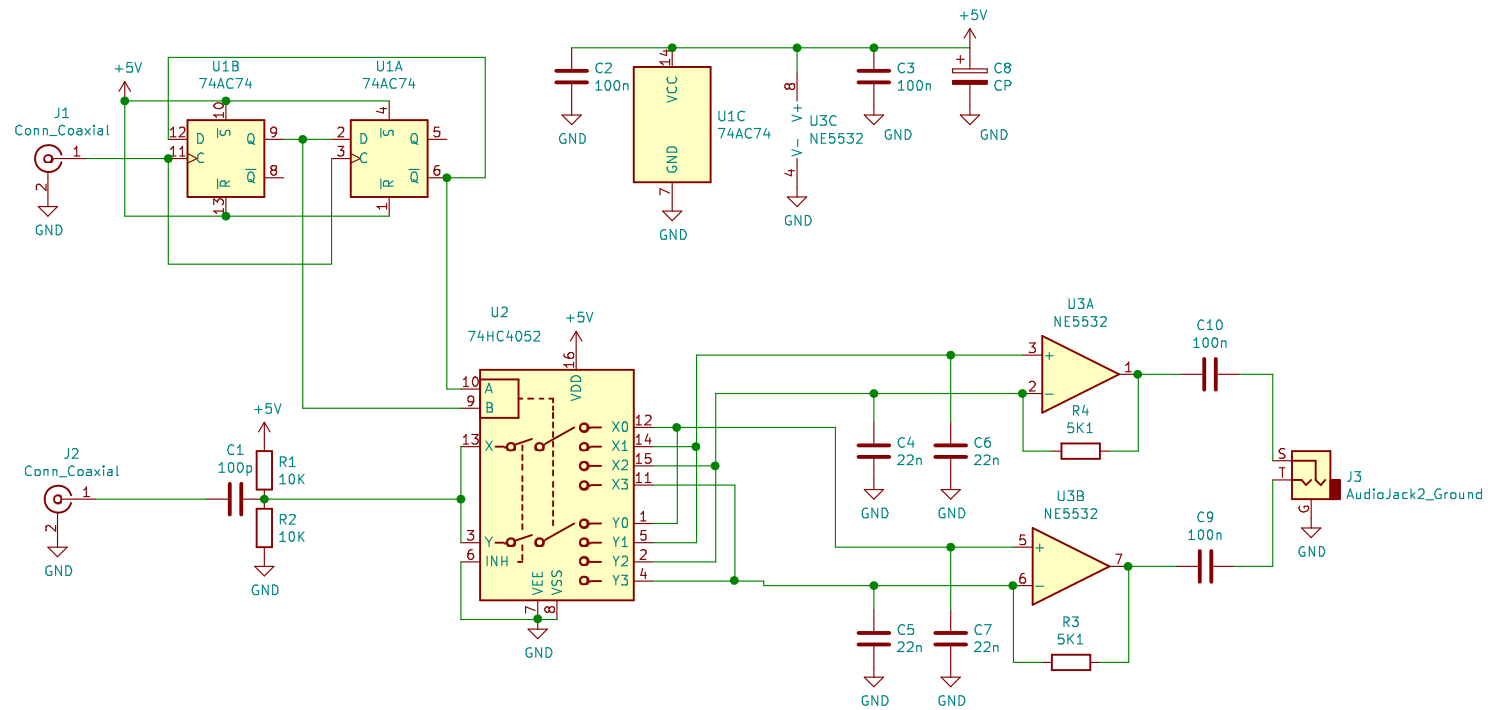 +5V
C2
100n
14
VCC
GND
7
GND
GND
U1C
74AC74
8
V+
V-
4
GND
U3C
NE5532
C3
100n
GND
+
C8
CP
GND
+5V
U1B
74AC74
U1A
74AC74
J1
Conn_Coaxial
1
2
GND
10
S
12
D
Q
9
11
C
Q
8
R
13
4
S
2
D
Q
5
3
C
Q
6
R
1
U2
74HC4052
+5V
16
VDD
10
A
9
B
13
X
3
Y
6
INH
VEE
VSS
7
8
GND
X0
12
X1
14
X2
15
X3
11
Y0
1
Y1
5
Y2
2
Y3
4
+5V
J2
Conn_Coaxial
1
2
GND
C1
100p
R1
10K
R2
10K
GND
U3A
NE5532
3
+
2
-
1
R4
5K1
C10
100n
C4
22n
GND
C6
22n
GND
U3B
NE5532
5
+
6
-
7
R3
5K1
C9
100n
C5
22n
GND
C7
22n
GND
S
T
G
J3
AudioJack2_Ground
GND